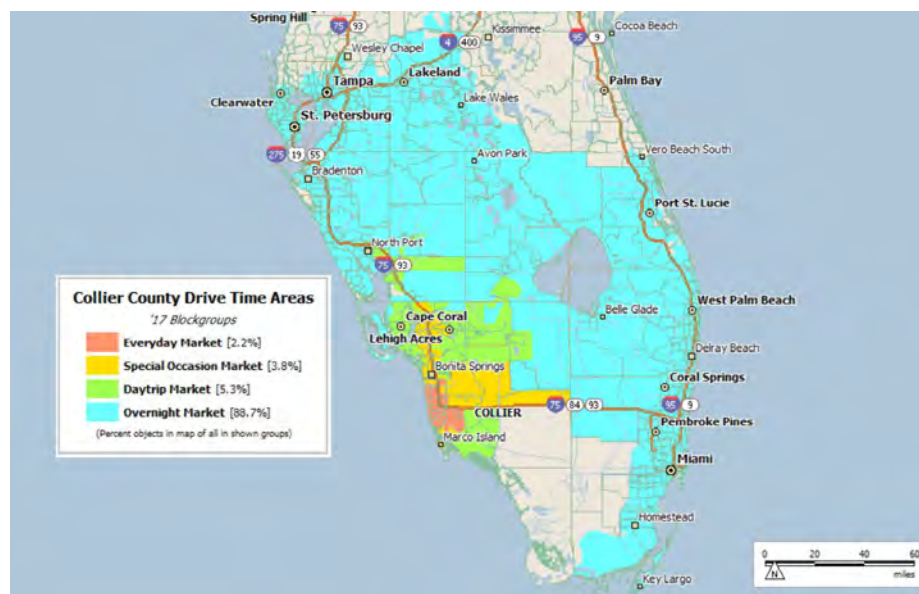 Spring Hill
75 93
4 400
Kissimmee
95 9
Cocoa Beach
Wesley Chapel
Tampa
Lakeland
Palm Bay
Clearwater
Lake Wales
St. Petersburg
275 19 55
Avon Park
Vero Beach South
Bradenton
Port St. Lucie
North Port
75 93
Collier County Drive Time Areas
'17 Blockgroups
Everyday Market [2.2%]
Special Occasion Market [3.8%]
Daytrip Market [5.3%]
Overnight Market [88.7%]
(Percent objects in map of all in shown groups)
Cape Coral
Lehigh Acres
Belle Glade
West Palm Beach
Bonita Springs
Delray Beach
Coral Springs
COLLIER
75 84 93
95 9
Pembroke Pines
Marco Island
Miami
Homestead
Key Largo
0 20 40 60
N
miles